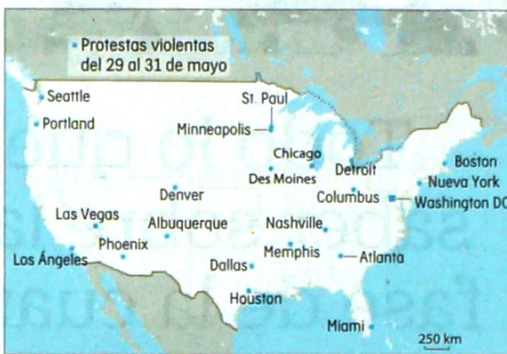 Protestas violentas
del 29 al 31 de mayo
Seattle
St. Paul
Portland
Minneapolis
Chicago
Detroit
Boston
Des Moines
Nueva York
Denver
Columbus
Washington DC
Las Vegas
Albuquerque
Nashville
Los Ángeles
Phoenix
Memphis
Atlanta
Dallas
Houston
Miami
250 km